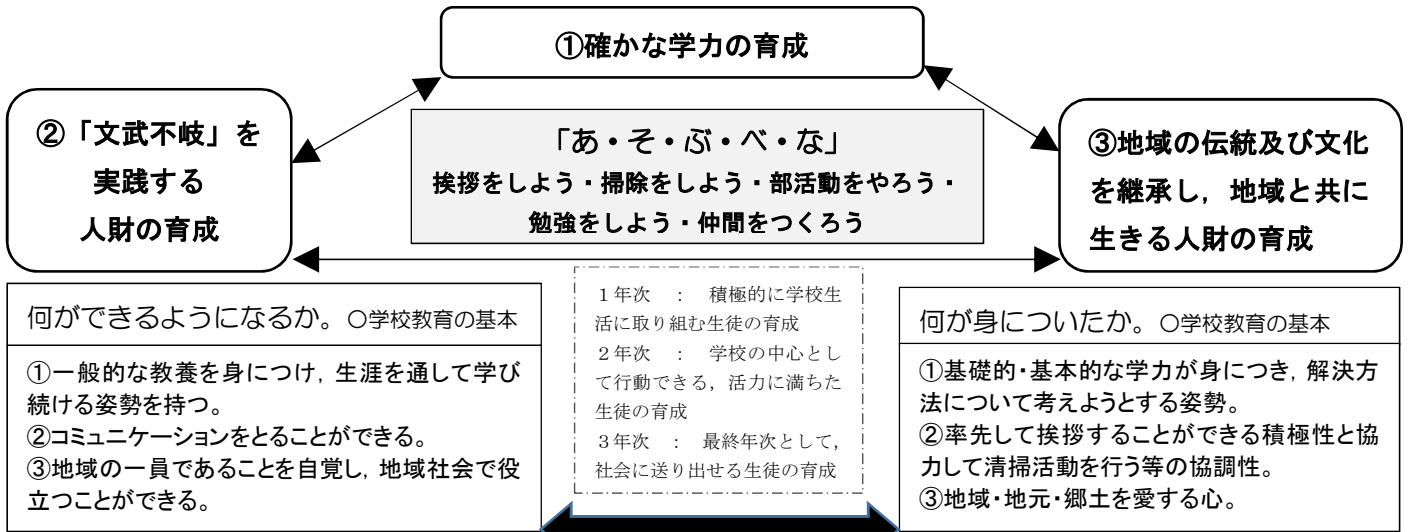 ①確かな学力の育成
②「文武不岐」を
実践する
人財の育成
「あ・そ・ぶ・べ・な」
挨拶をしよう・掃除をしよう・部活動をやろう・
勉強をしよう・仲間をつくろう
③地域の伝統及び文化
を継承し，地域と共に
生きる人財の育成
何ができるようになるか。〇学校教育の基本
①一般的な教養を身につけ，生涯を通して学び
続ける姿勢を持つ。
②コミュニケーションをとることができる。
③地域の一員であることを自覚し，地域社会で役
立つことができる。
１年次　：　積極的に学校生
活に取り組む生徒の育成
２年次　：　学校の中心とし
て行動できる，活力に満ちた
生徒の育成
３年次　：　最終年次として，
社会に送り出せる生徒の育成
何が身についたか。〇学校教育の基本
①基礎的・基本的な学力が身につき，解決方
法について考えようとする姿勢。
②率先して挨拶することができる積極性と協
力して清掃活動を行う等の協調性。
③地域・地元・郷土を愛する心。